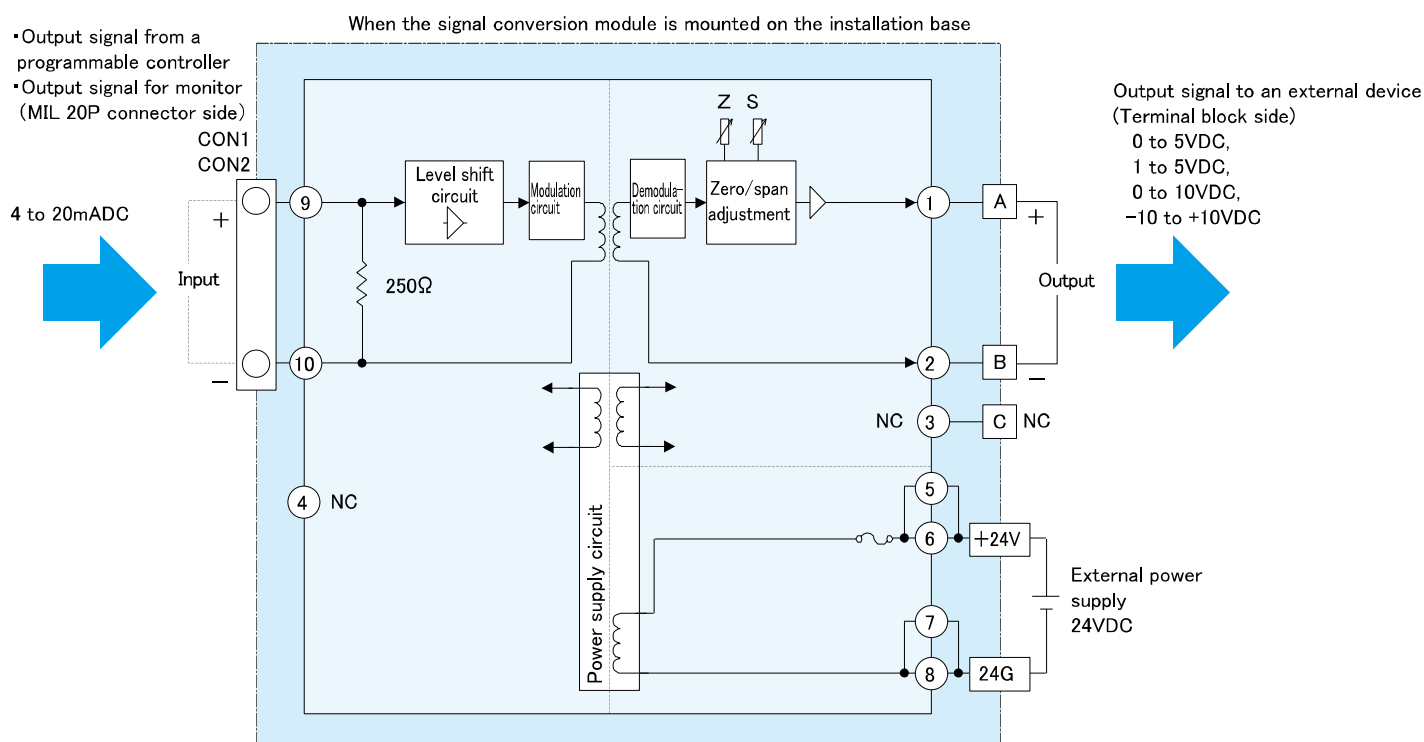 When the signal conversion module is mounted on the installation base
・Output signal from a
programmable controller
・Output signal for monitor
(MIL 20P connector side)
CON1
CON2
4 to 20mADC
+
Input
−
9
10
250Ω
Level shift
circuit
Modulation
circuit
Demodula-
tion circuit
Z S
Zero/span
adjustment
1
A
+
Output
2
B
−
NC
3
C
NC
Output signal to an external device
(Terminal block side)
0 to 5VDC,
1 to 5VDC,
0 to 10VDC,
−10 to +10VDC
4
NC
Power supply circuit
5
6
+24V
7
8
24G
External power
supply
24VDC